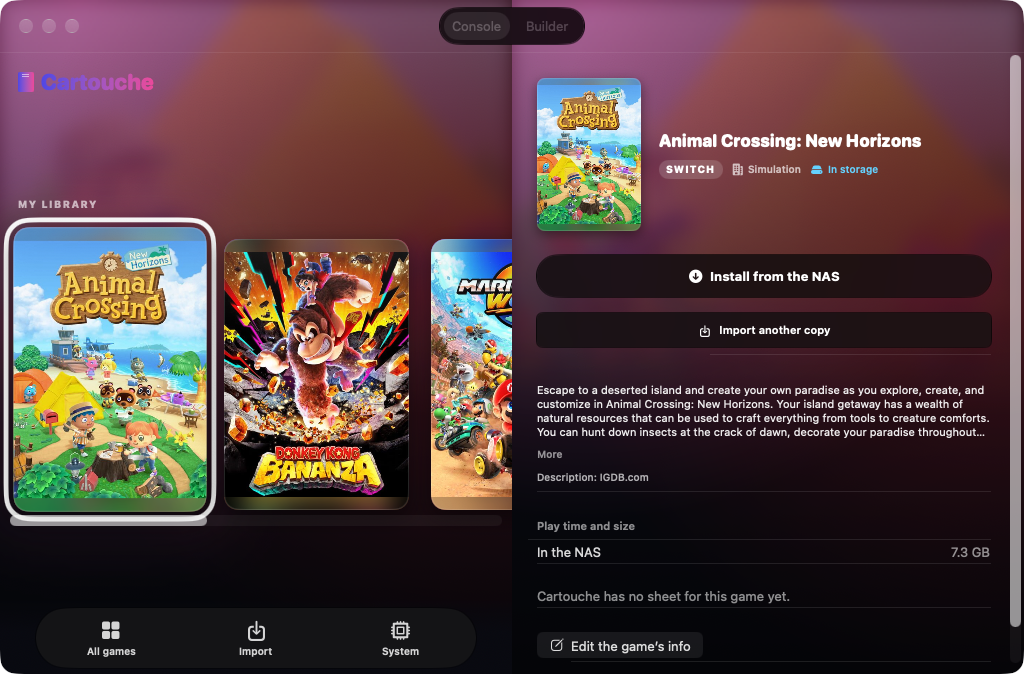 Console
Builder
Cartouche
MY LIBRARY
New Horizons
Animal Crossing
DONKEY KONG
BANANZA
All games
Import
System
Animal Crossing
Animal Crossing: New Horizons
SWITCH
Simulation
In storage
Install from the NAS
Import another copy
Escape to a deserted island and create your own paradise as you explore, create, and
customize in Animal Crossing: New Horizons. Your island getaway has a wealth of
natural resources that can be used to craft everything from tools to creature comforts.
You can hunt down insects at the crack of dawn, decorate your paradise throughout...
More
Description: IGDB.com
Play time and size
In the NAS
7.3 GB
Cartouche has no sheet for this game yet.
Edit the game's info